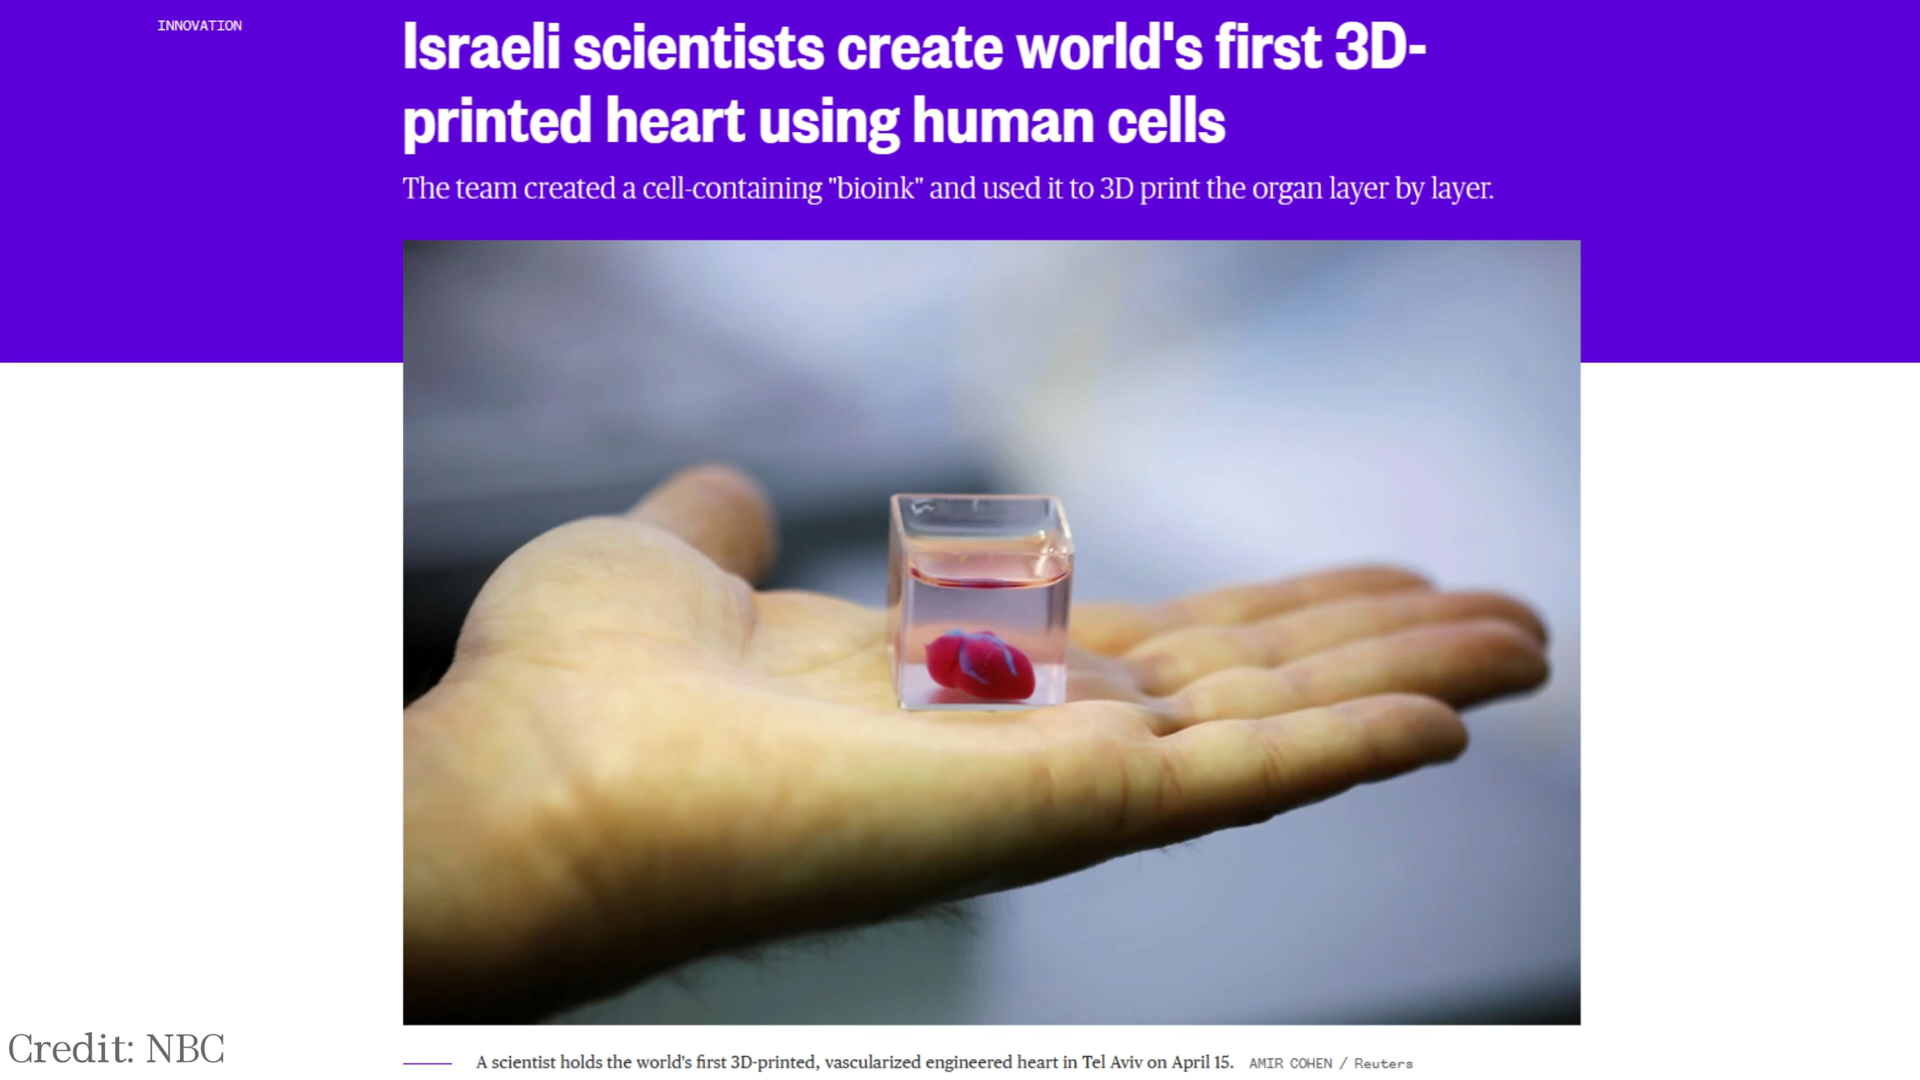 INNOVATION
Israeli scientists create world's first 3D-
printed heart using human cells
The team created a cell-containing "bioink" and used it to 3D print the organ layer by layer.
Credit: NBC
A scientist holds the world's first 3D-printed, vascularized engineered heart in Tel Aviv on April 15. AMIR COHEN / Reuters